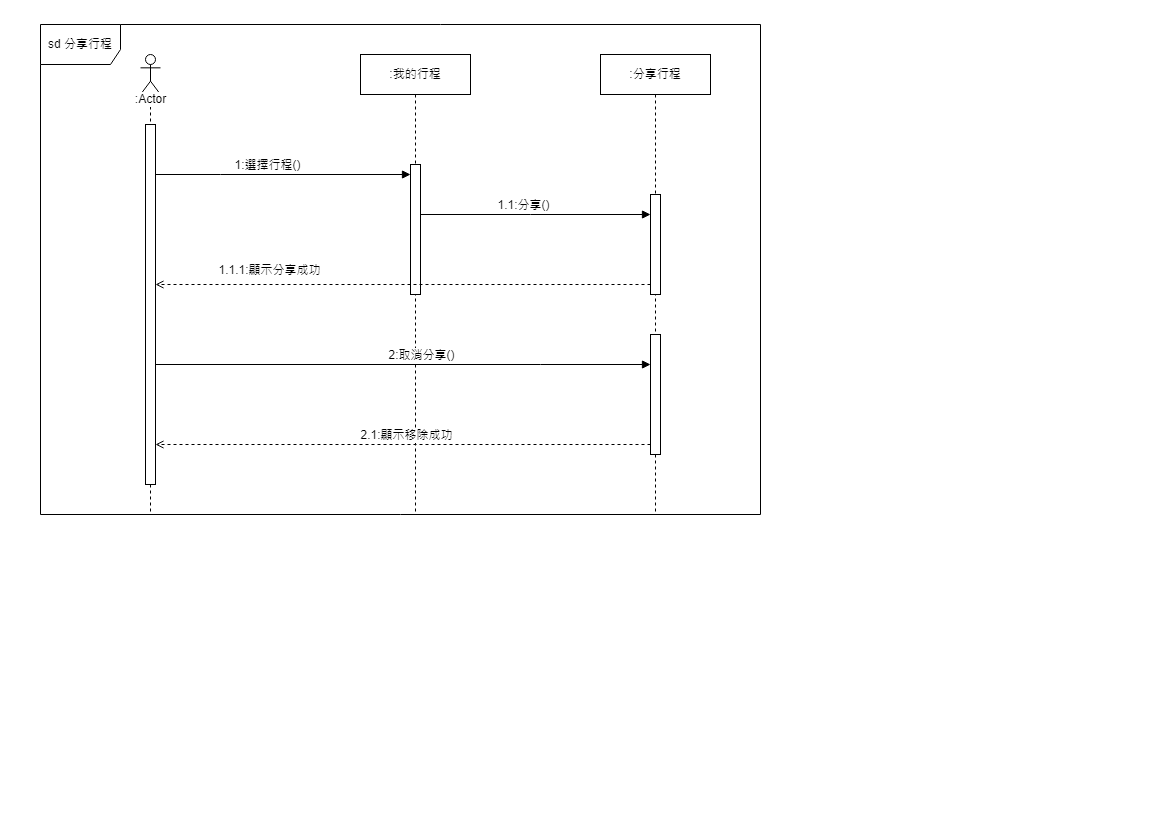 sd 分享行程
:Actor
:我的行程
:分享行程
1:選擇行程()
1.1:分享()
1.1.1:顯示分享成功
2:取消分享()
2.1:顯示移除成功